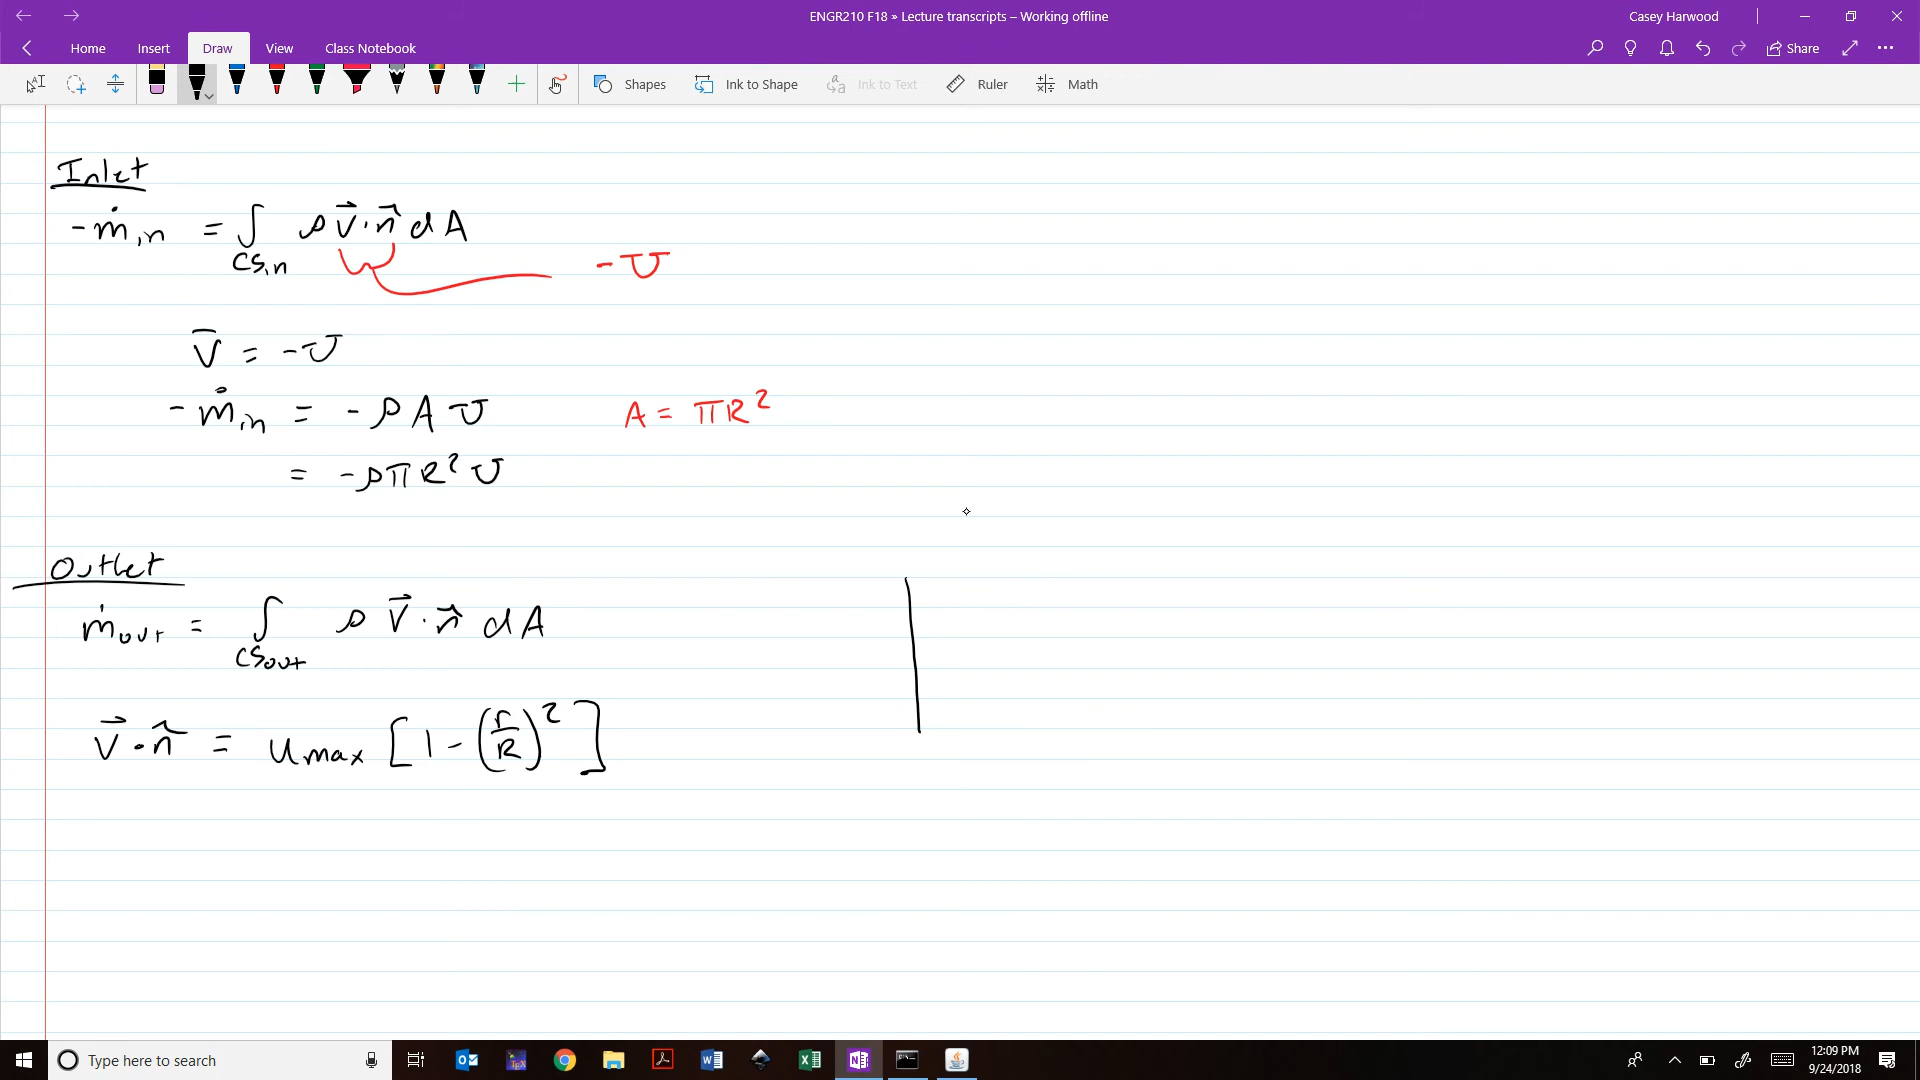 ENGR210 F18 » Lecture transcripts – Working offline
Casey Harwood
Home Insert Draw View Class Notebook
Share
Shapes Ink to Shape Ink to Text Ruler Math
Inlet
-ṁin = ∫CSin ρ V⃗·n⃗ dA
-U
V̄ = -U
-ṁin = -ρAU
A = πR²
= -ρπR²U
Outlet
ṁout = ∫CSout ρ V⃗·n⃗ dA
V⃗·n⃗ = umax [1-(r/R)²]
Type here to search
12:09 PM
9/24/2018